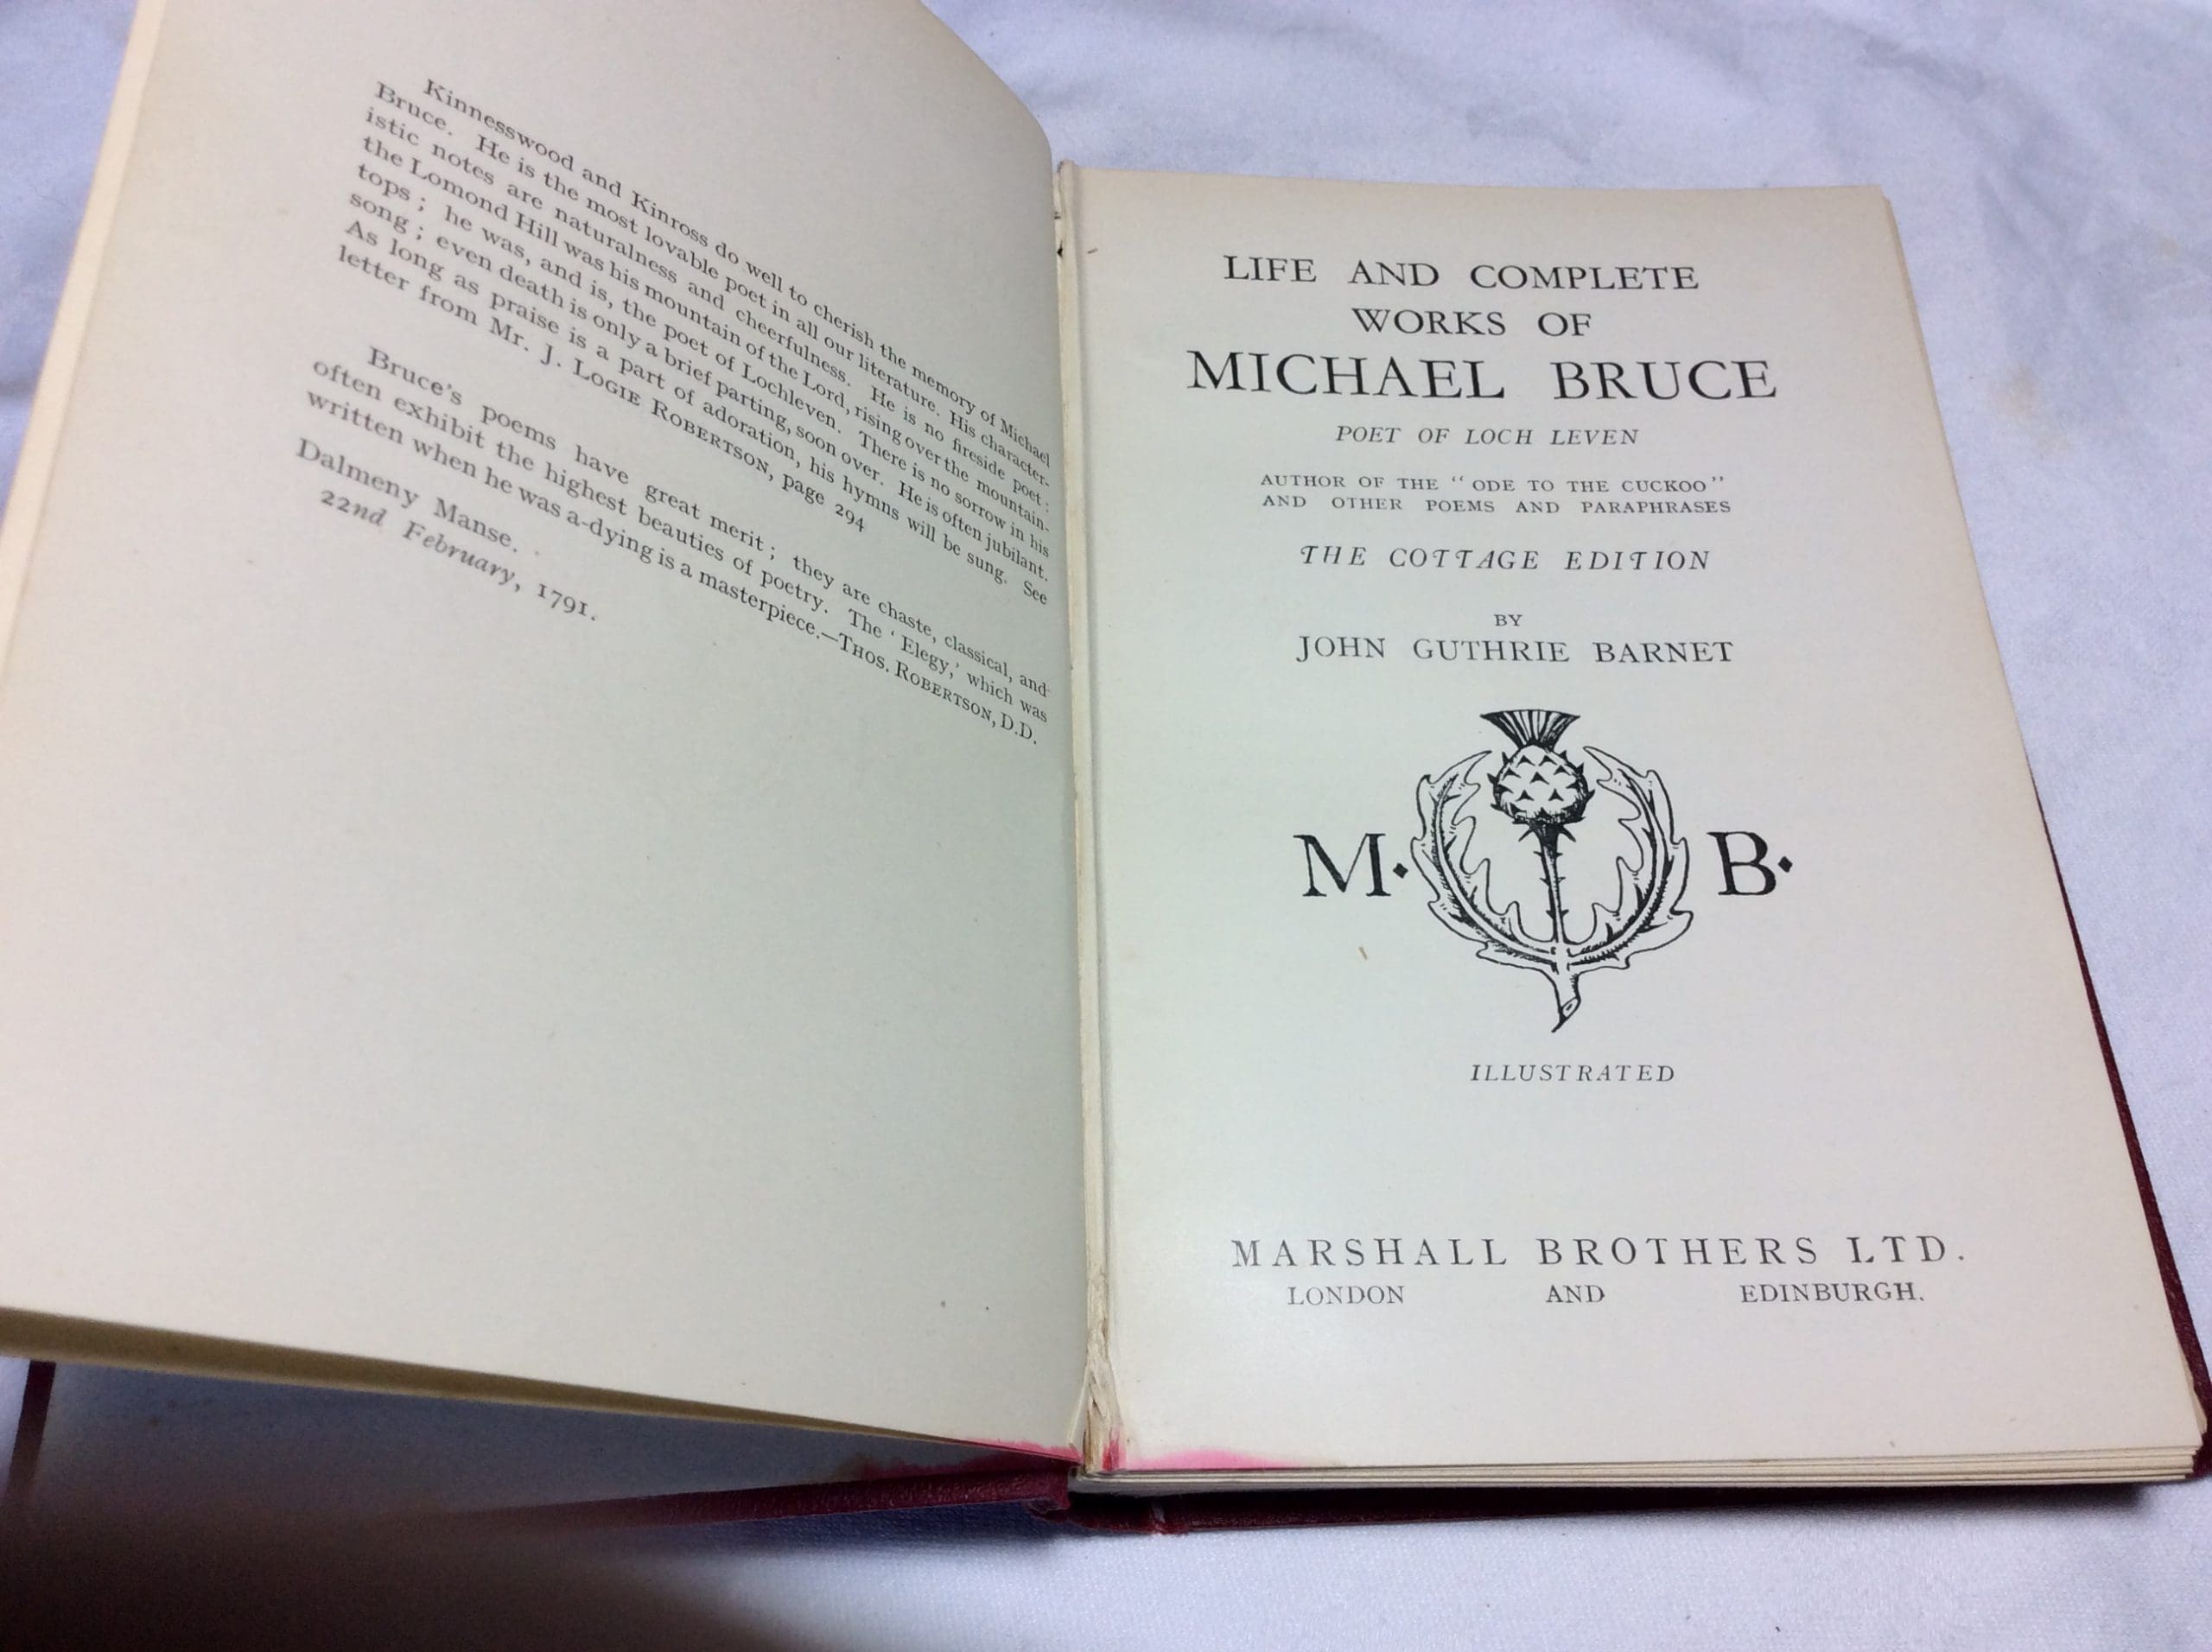 Kinnesswood and Kinross do well to cherish the memory of Michael
Bruce. He is the most lovable poet in all our literature. His character-
istic notes are naturalness and cheerfulness. He is no fireside poet:
the Lomond Hill was his mountain of the Lord, rising over the mountain-
tops; he was, and is, the poet of Lochleven. There is no sorrow in his
song; even death is only a brief parting, soon over. He is often jubilant.
As long as praise is a part of adoration, his hymns will be sung. See
letter from Mr. J. LOGIE ROBERTSON, page 294
Bruce's poems have great merit; they are chaste, classical, and
often exhibit the highest beauties of poetry. The 'Elegy,' which was
written when he was a-dying is a masterpiece.—THOS. ROBERTSON, D.D.
Dalmeny Manse.
22nd February, 1791.
LIFE AND COMPLETE
WORKS OF
MICHAEL BRUCE
POET OF LOCH LEVEN
AUTHOR OF THE "ODE TO THE CUCKOO"
AND OTHER POEMS AND PARAPHRASES
THE COTTAGE EDITION
BY
JOHN GUTHRIE BARNET
M· B·
ILLUSTRATED
MARSHALL BROTHERS LTD.
LONDON AND EDINBURGH.